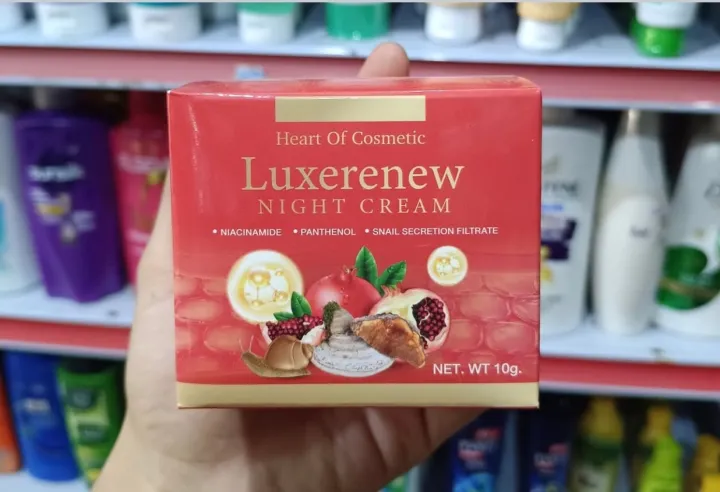 Heart Of Cosmetic
Luxerenew
NIGHT CREAM
• NIACINAMIDE • PANTHENOL • SNAIL SECRETION FILTRATE
NET. WT 10g.